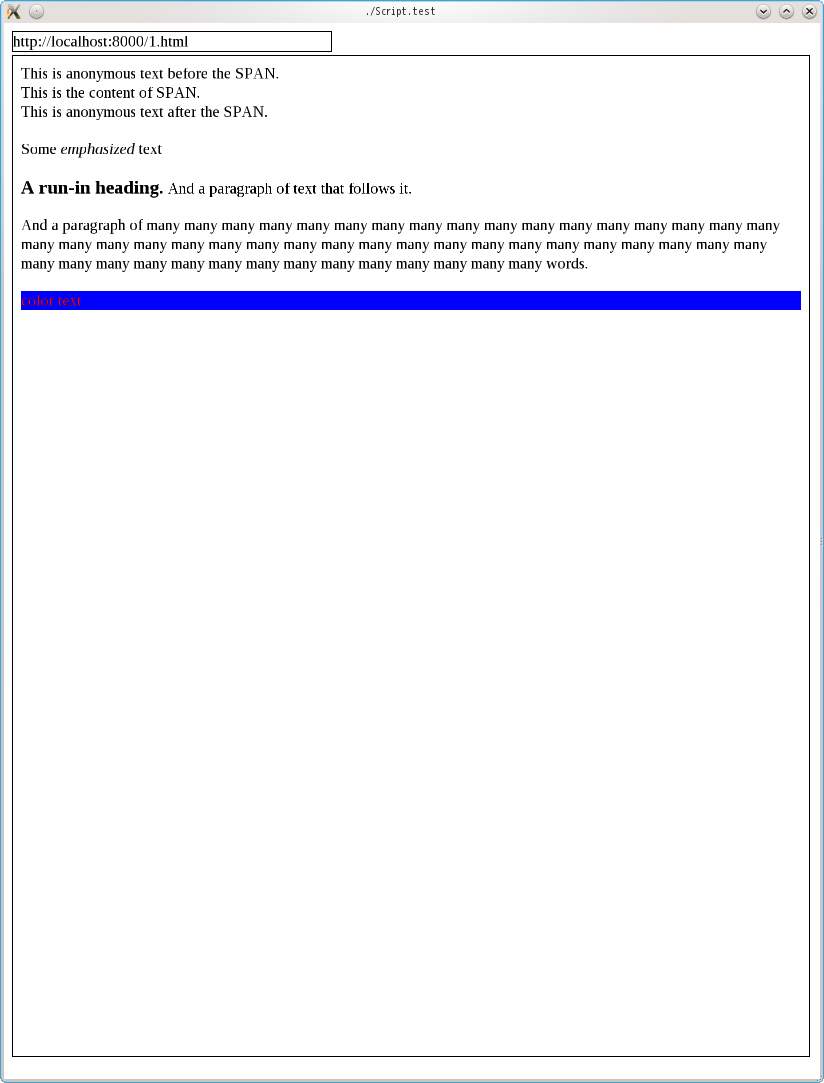 ./Script.test
http://localhost:8000/1.html
This is anonymous text before the SPAN.
This is the content of SPAN.
This is anonymous text after the SPAN.
Some emphasized text
A run-in heading. And a paragraph of text that follows it.
And a paragraph of many many many many many many many many many many many many many many many many many
many many many many many many many many many many many many many many many many many many many many
many many many many many many many many many many many many many many words.
color text